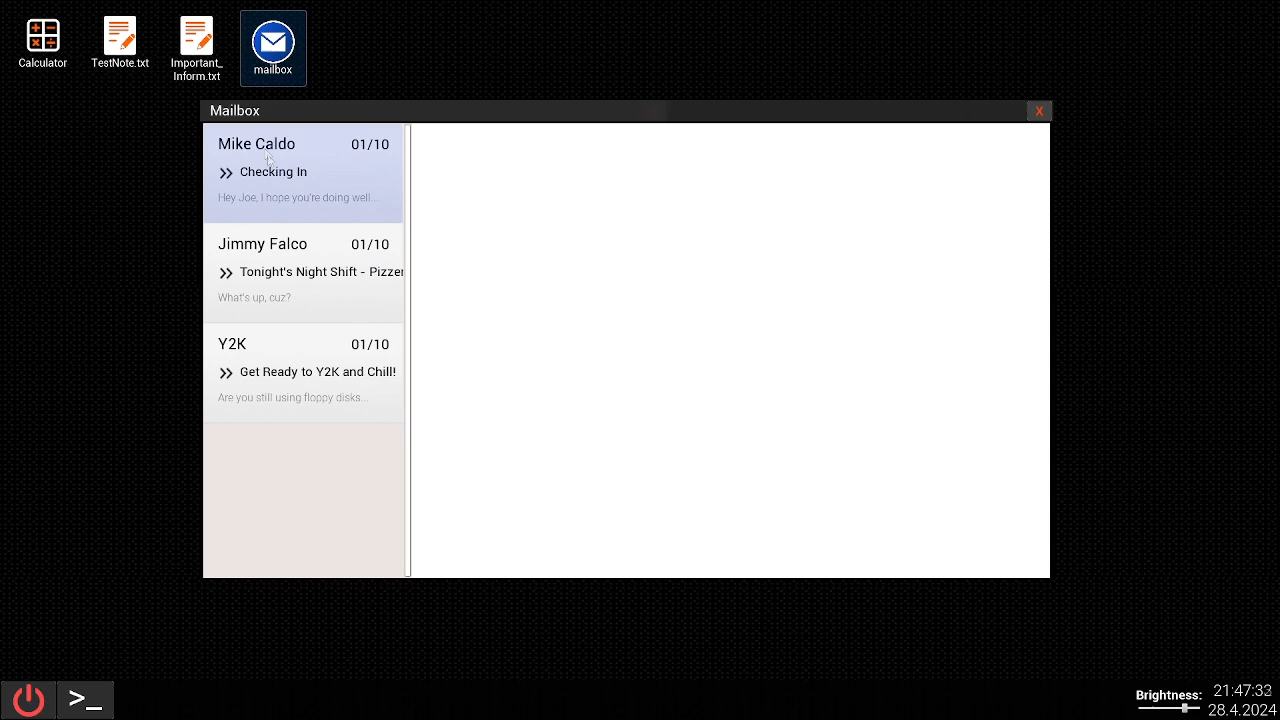 Calculator
TestNote.txt
Important_
Inform.txt
mailbox
Mailbox
X
Mike Caldo 01/10
Checking In
Hey Joe, I hope you're doing well...
Jimmy Falco 01/10
Tonight's Night Shift - Pizzer
What's up, cuz?
Y2K 01/10
Get Ready to Y2K and Chill!
Are you still using floppy disks...
>_
Brightness:
21:47:32
28.4.2024